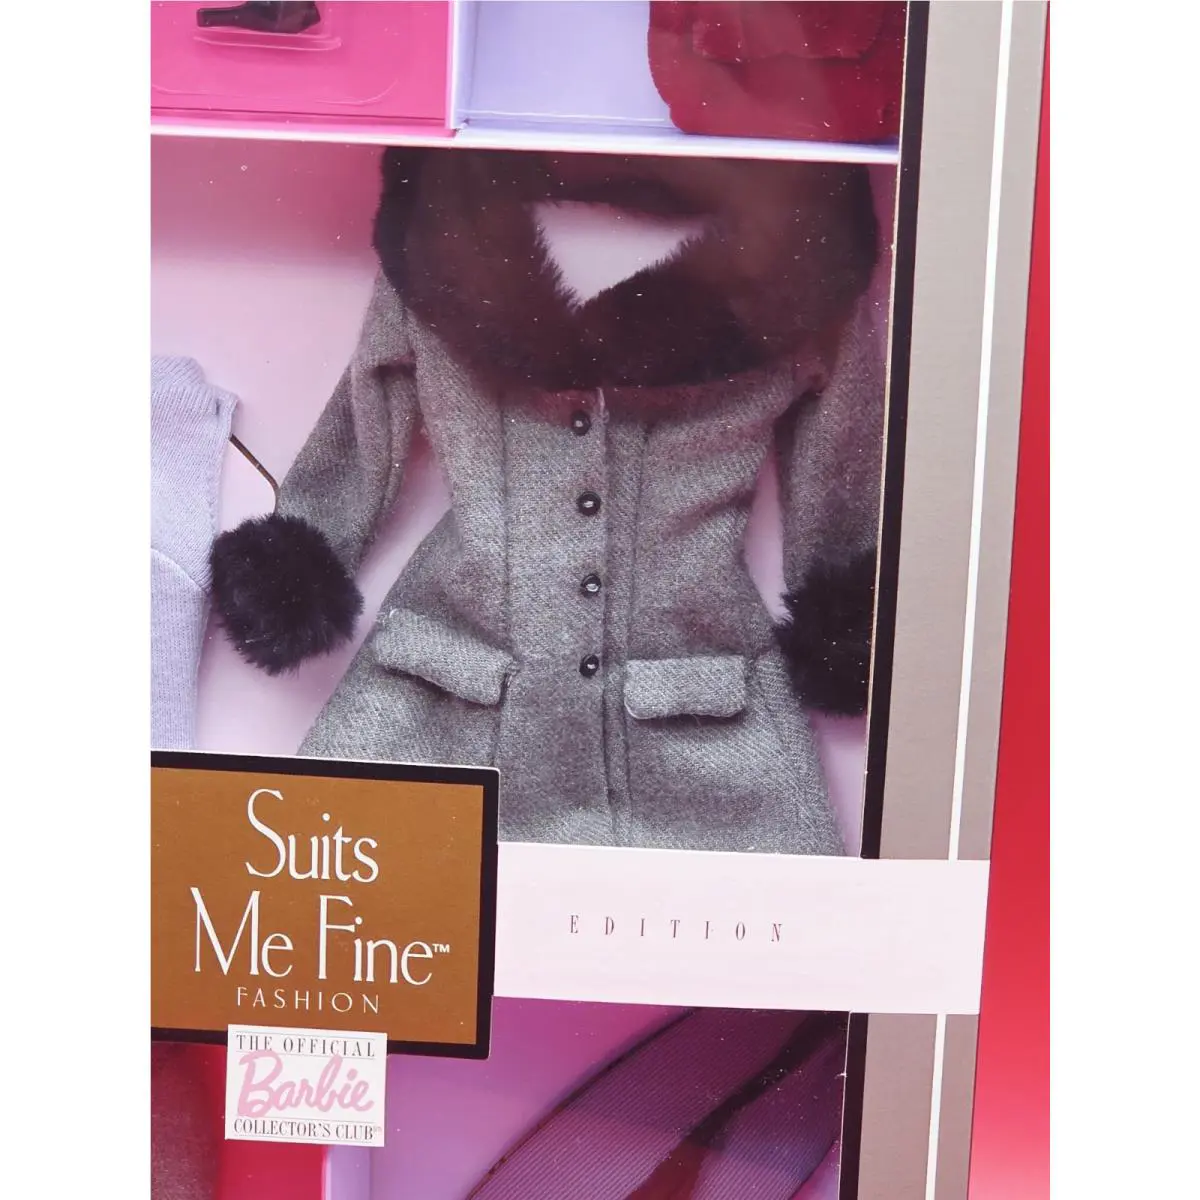 Suits
Me Fine™
FASHION
EDITION
THE OFFICIAL
Barbie
COLLECTOR'S CLUB